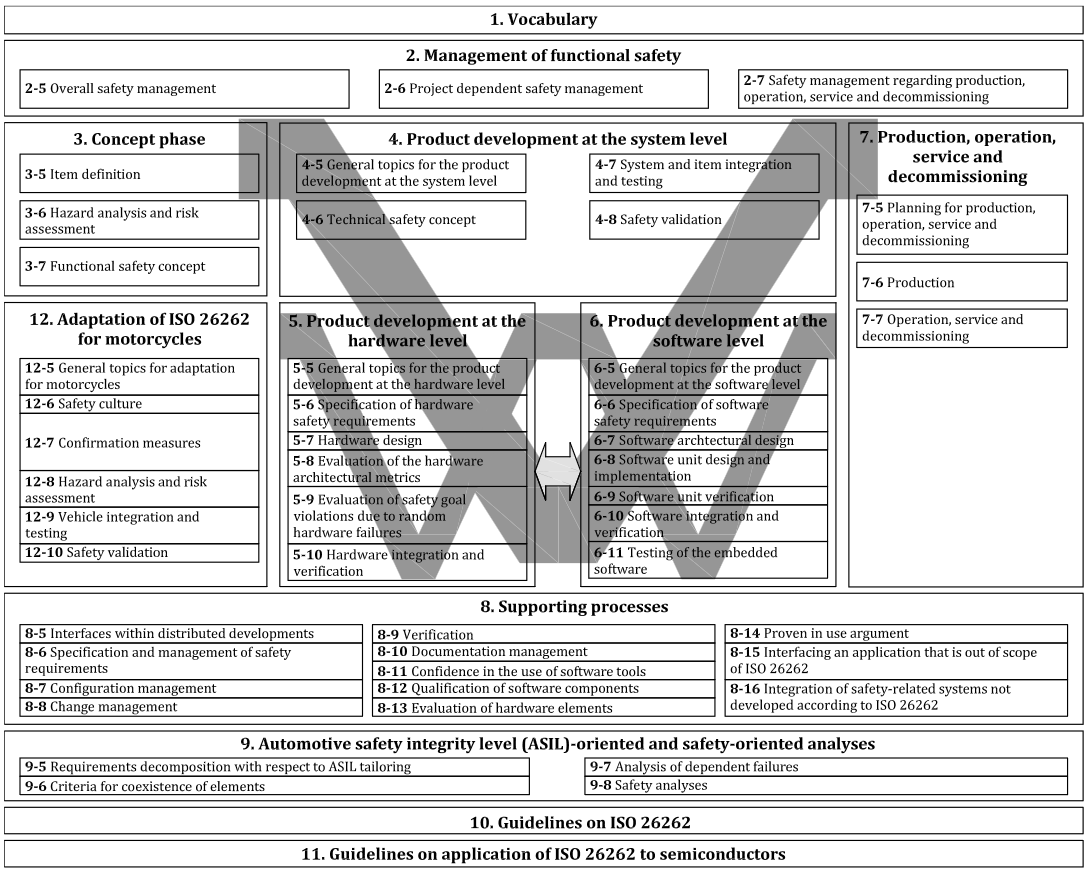 1. Vocabulary
2. Management of functional safety
2-5 Overall safety management
2-6 Project dependent safety management
2-7 Safety management regarding production,
operation, service and decommissioning
3. Concept phase
3-5 Item definition
3-6 Hazard analysis and risk
assessment
3-7 Functional safety concept
4. Product development at the system level
4-5 General topics for the product
development at the system level
4-6 Technical safety concept
4-7 System and item integration
and testing
4-8 Safety validation
7. Production, operation,
service and
decommissioning
7-5 Planning for production,
operation, service and
decommissioning
7-6 Production
7-7 Operation, service and
decommissioning
12. Adaptation of ISO 26262
for motorcycles
12-5 General topics for adaptation
for motorcycles
12-6 Safety culture
12-7 Confirmation measures
12-8 Hazard analysis and risk
assessment
12-9 Vehicle integration and
testing
12-10 Safety validation
5. Product development at the
hardware level
5-5 General topics for the product
development at the hardware level
5-6 Specification of hardware
safety requirements
5-7 Hardware design
5-8 Evaluation of the hardware
architectural metrics
5-9 Evaluation of safety goal
violations due to random
hardware failures
5-10 Hardware integration and
verification
6. Product development at the
software level
6-5 General topics for the product
development at the software level
6-6 Specification of software
safety requirements
6-7 Software archtectural design
6-8 Software unit design and
implementation
6-9 Software unit verification
6-10 Software integration and
verification
6-11 Testing of the embedded
software
8. Supporting processes
8-5 Interfaces within distributed developments
8-6 Specification and management of safety
requirements
8-7 Configuration management
8-8 Change management
8-9 Verification
8-10 Documentation management
8-11 Confidence in the use of software tools
8-12 Qualification of software components
8-13 Evaluation of hardware elements
8-14 Proven in use argument
8-15 Interfacing an application that is out of scope
of ISO 26262
8-16 Integration of safety-related systems not
developed according to ISO 26262
9. Automotive safety integrity level (ASIL)-oriented and safety-oriented analyses
9-5 Requirements decomposition with respect to ASIL tailoring
9-6 Criteria for coexistence of elements
9-7 Analysis of dependent failures
9-8 Safety analyses
10. Guidelines on ISO 26262
11. Guidelines on application of ISO 26262 to semiconductors